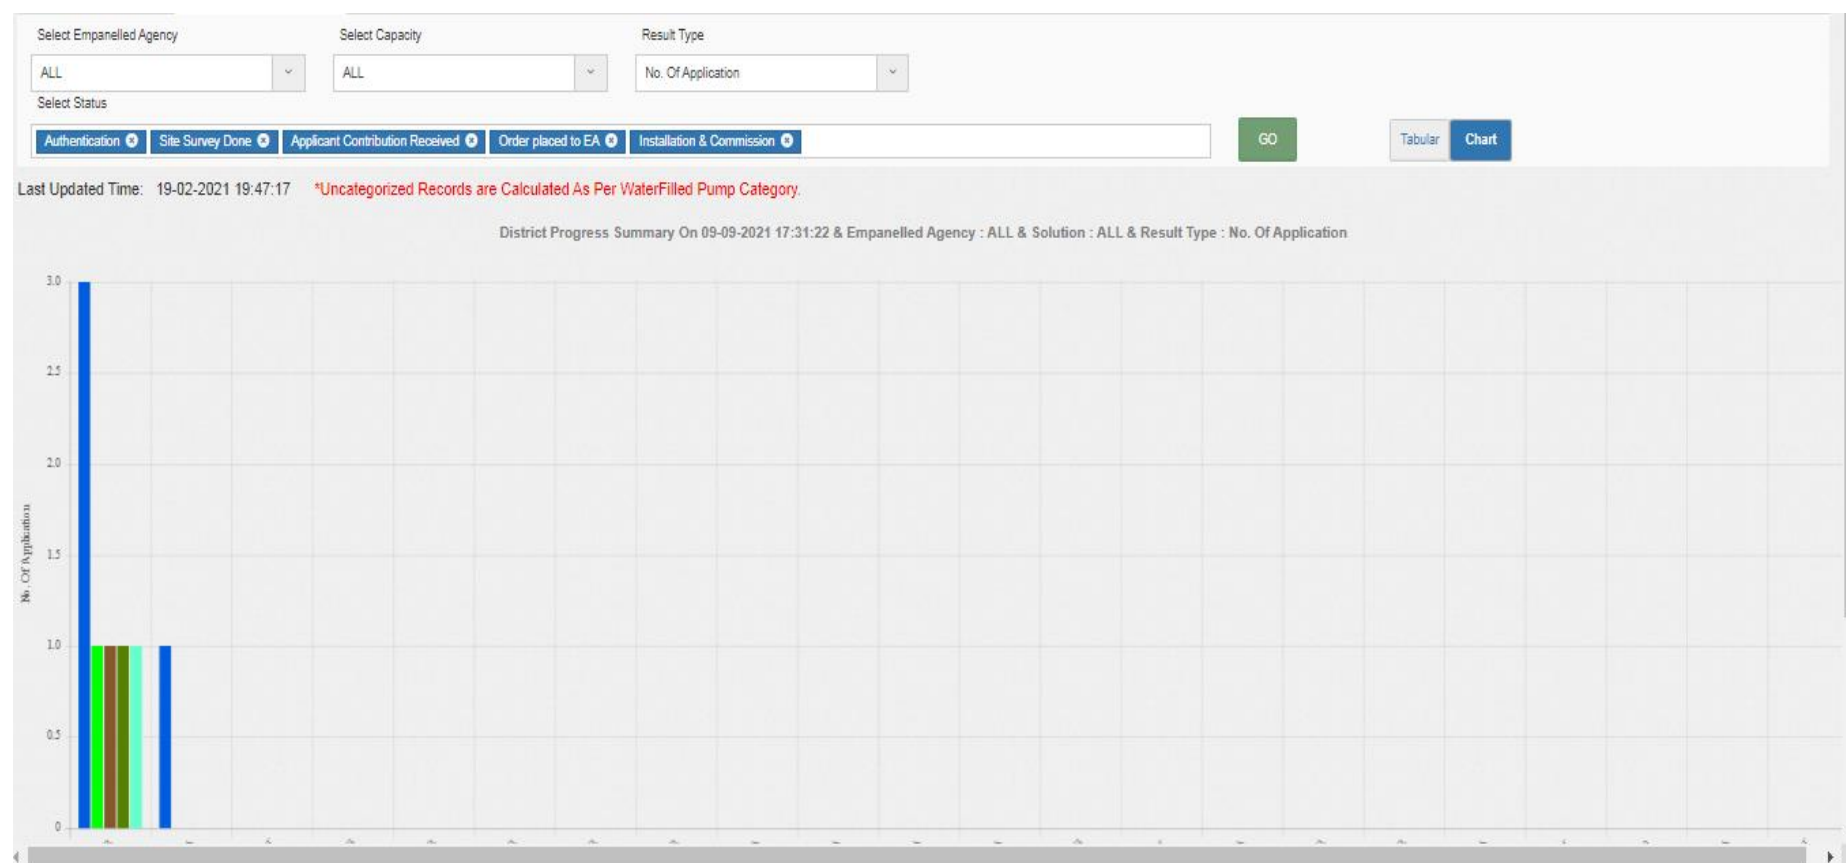 Select Empanelled Agency Select Capacity Result Type
ALL ALL No. Of Application
Select Status
Authentication Site Survey Done Applicant Contribution Received Order placed to EA Installation & Commission GO Tabular Chart
Last Updated Time: 19-02-2021 19:47:17 *Uncategorized Records are Calculated As Per WaterFilled Pump Category.
District Progress Summary On 09-09-2021 17:31:22 & Empanelled Agency : ALL & Solution : ALL & Result Type : No. Of Application
3.0
2.5
2.0
1.5
1.0
0.5
0
No. Of Application